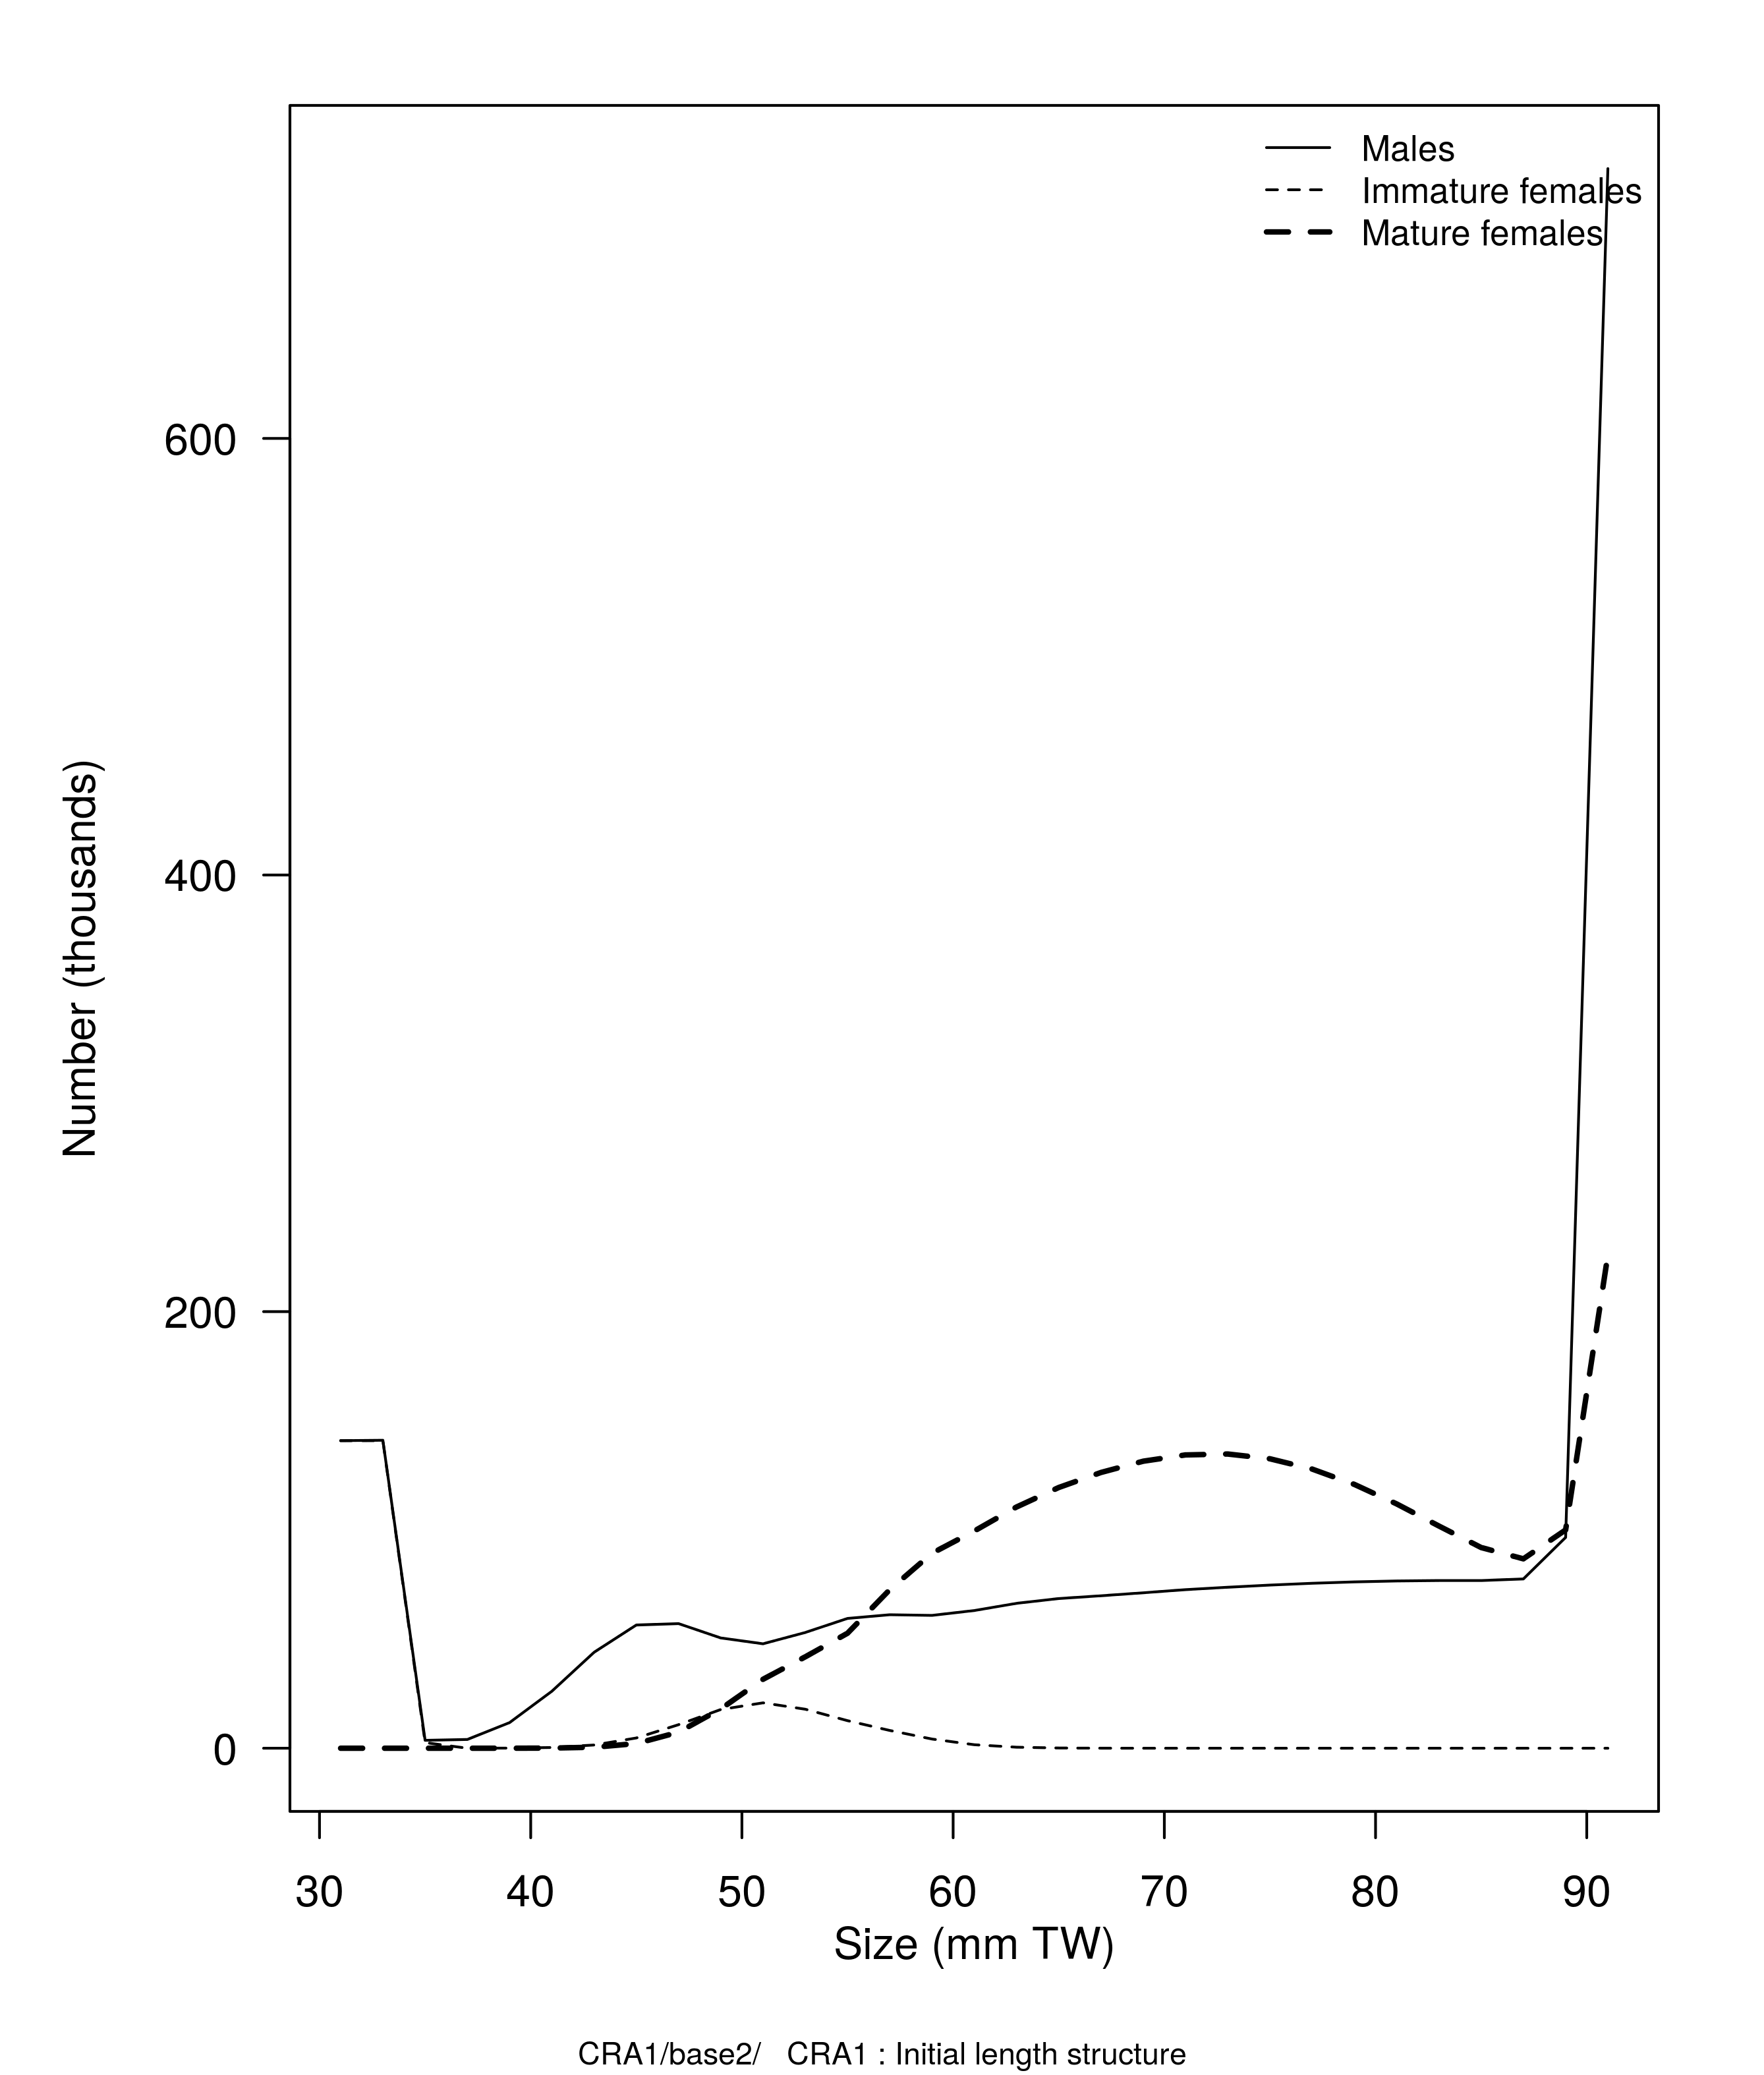 Males
Immature females
Mature females
600
400
200
0
Number (thousands)
30 40 50 60 70 80 90
Size (mm TW)
CRA1/base2/ CRA1 : Initial length structure